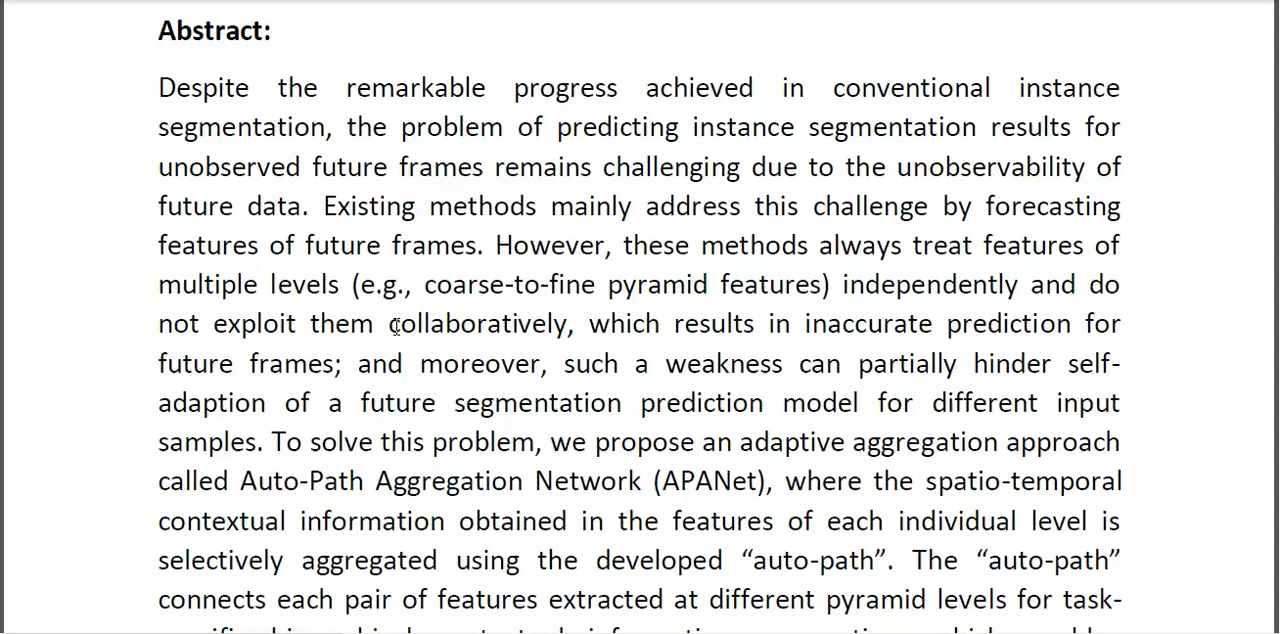 Abstract:
Despite the remarkable progress achieved in conventional instance
segmentation, the problem of predicting instance segmentation results for
unobserved future frames remains challenging due to the unobservability of
future data. Existing methods mainly address this challenge by forecasting
features of future frames. However, these methods always treat features of
multiple levels (e.g., coarse-to-fine pyramid features) independently and do
not exploit them collaboratively, which results in inaccurate prediction for
future frames; and moreover, such a weakness can partially hinder self-
adaption of a future segmentation prediction model for different input
samples. To solve this problem, we propose an adaptive aggregation approach
called Auto-Path Aggregation Network (APANet), where the spatio-temporal
contextual information obtained in the features of each individual level is
selectively aggregated using the developed “auto-path”. The “auto-path”
connects each pair of features extracted at different pyramid levels for task-